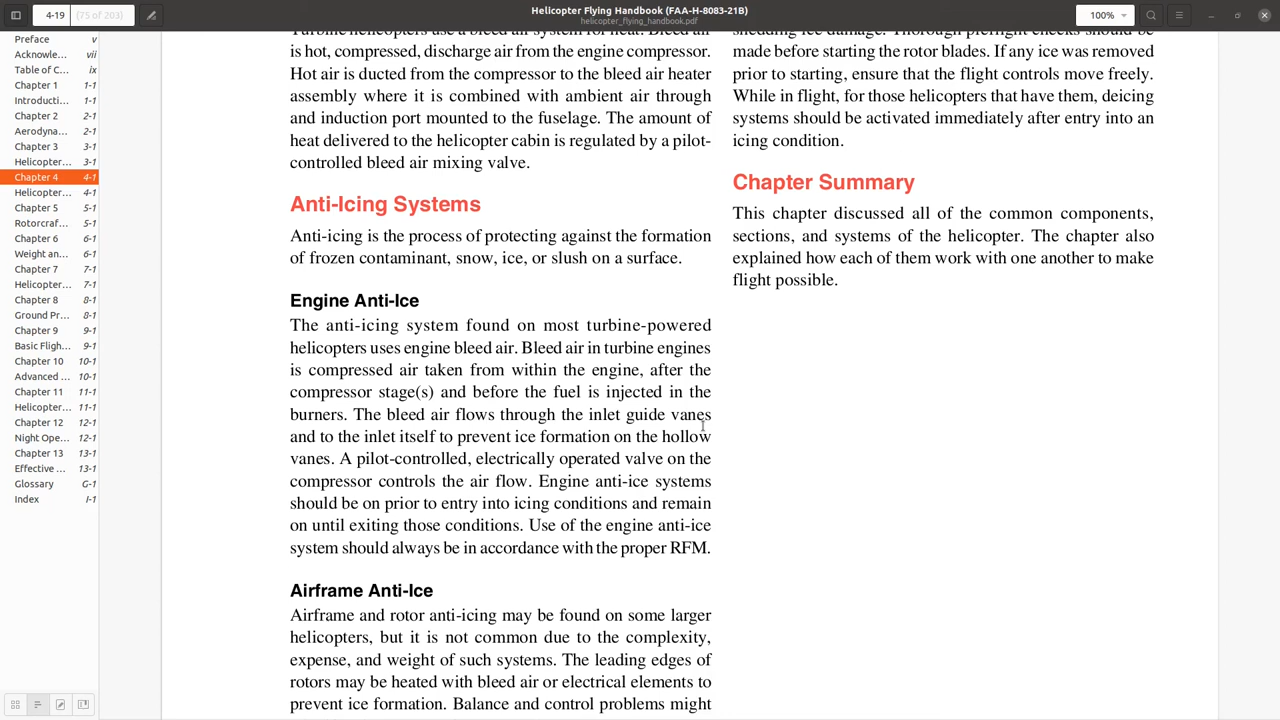 4-19
(75 of 203)
Helicopter Flying Handbook (FAA-H-8083-21B)
helicopter_flying_handbook.pdf
100%
Preface v
Acknowle... vii
Table of C... ix
Chapter 1 1-1
Introducti... 1-1
Chapter 2 2-1
Aerodyna... 2-1
Chapter 3 3-1
Helicopter... 3-1
Chapter 4 4-1
Helicopter... 4-1
Chapter 5 5-1
Rotorcraf... 5-1
Chapter 6 6-1
Weight an... 6-1
Chapter 7 7-1
Helicopter... 7-1
Chapter 8 8-1
Ground Pr... 8-1
Chapter 9 9-1
Basic Fligh... 9-1
Chapter 10 10-1
Advanced ... 10-1
Chapter 11 11-1
Helicopter... 11-1
Chapter 12 12-1
Night Ope... 12-1
Chapter 13 13-1
Effective ... 13-1
Glossary G-1
Index I-1
Turbine helicopters use a bleed air system for heat. Bleed air
is hot, compressed, discharge air from the engine compressor.
Hot air is ducted from the compressor to the bleed air heater
assembly where it is combined with ambient air through
and induction port mounted to the fuselage. The amount of
heat delivered to the helicopter cabin is regulated by a pilot-
controlled bleed air mixing valve.
Anti-Icing Systems
Anti-icing is the process of protecting against the formation
of frozen contaminant, snow, ice, or slush on a surface.
Engine Anti-Ice
The anti-icing system found on most turbine-powered
helicopters uses engine bleed air. Bleed air in turbine engines
is compressed air taken from within the engine, after the
compressor stage(s) and before the fuel is injected in the
burners. The bleed air flows through the inlet guide vanes
and to the inlet itself to prevent ice formation on the hollow
vanes. A pilot-controlled, electrically operated valve on the
compressor controls the air flow. Engine anti-ice systems
should be on prior to entry into icing conditions and remain
on until exiting those conditions. Use of the engine anti-ice
system should always be in accordance with the proper RFM.
Airframe Anti-Ice
Airframe and rotor anti-icing may be found on some larger
helicopters, but it is not common due to the complexity,
expense, and weight of such systems. The leading edges of
rotors may be heated with bleed air or electrical elements to
prevent ice formation. Balance and control problems might
shedding ice damage. Thorough preflight checks should be
made before starting the rotor blades. If any ice was removed
prior to starting, ensure that the flight controls move freely.
While in flight, for those helicopters that have them, deicing
systems should be activated immediately after entry into an
icing condition.
Chapter Summary
This chapter discussed all of the common components,
sections, and systems of the helicopter. The chapter also
explained how each of them work with one another to make
flight possible.